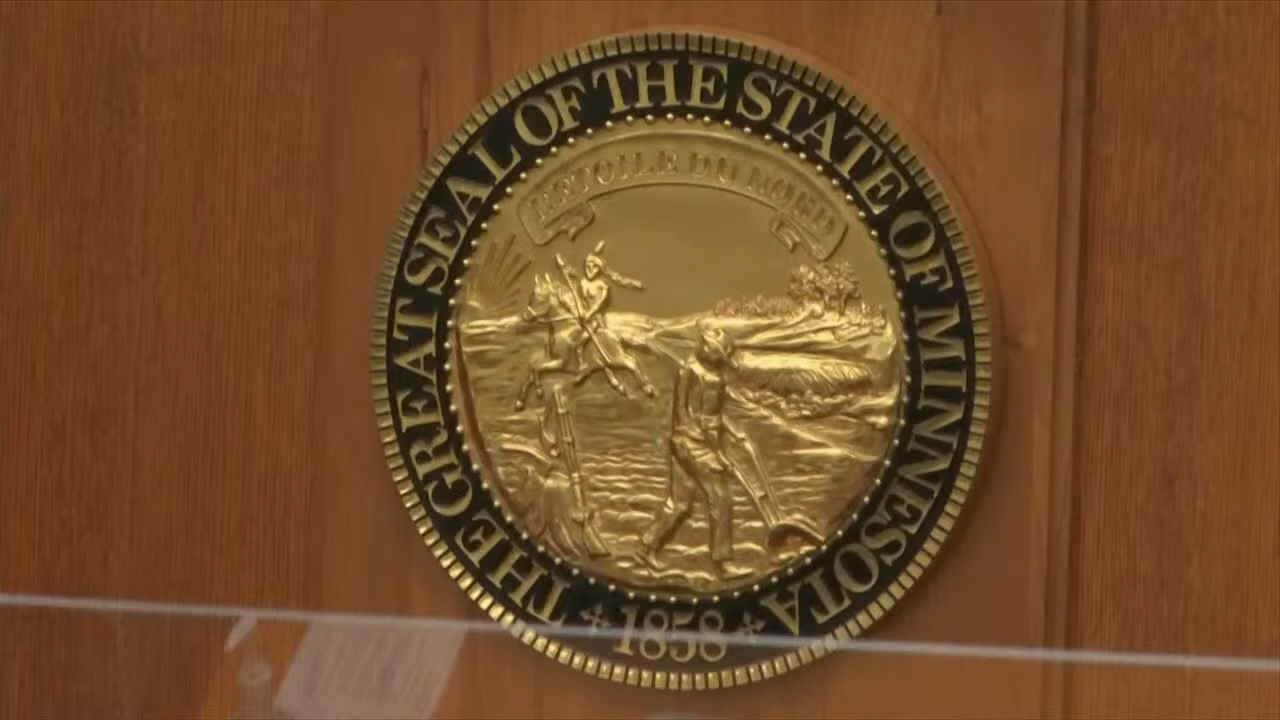 THE GREAT SEAL OF THE STATE OF MINNESOTA
L'ETOILE DU NORD
1858